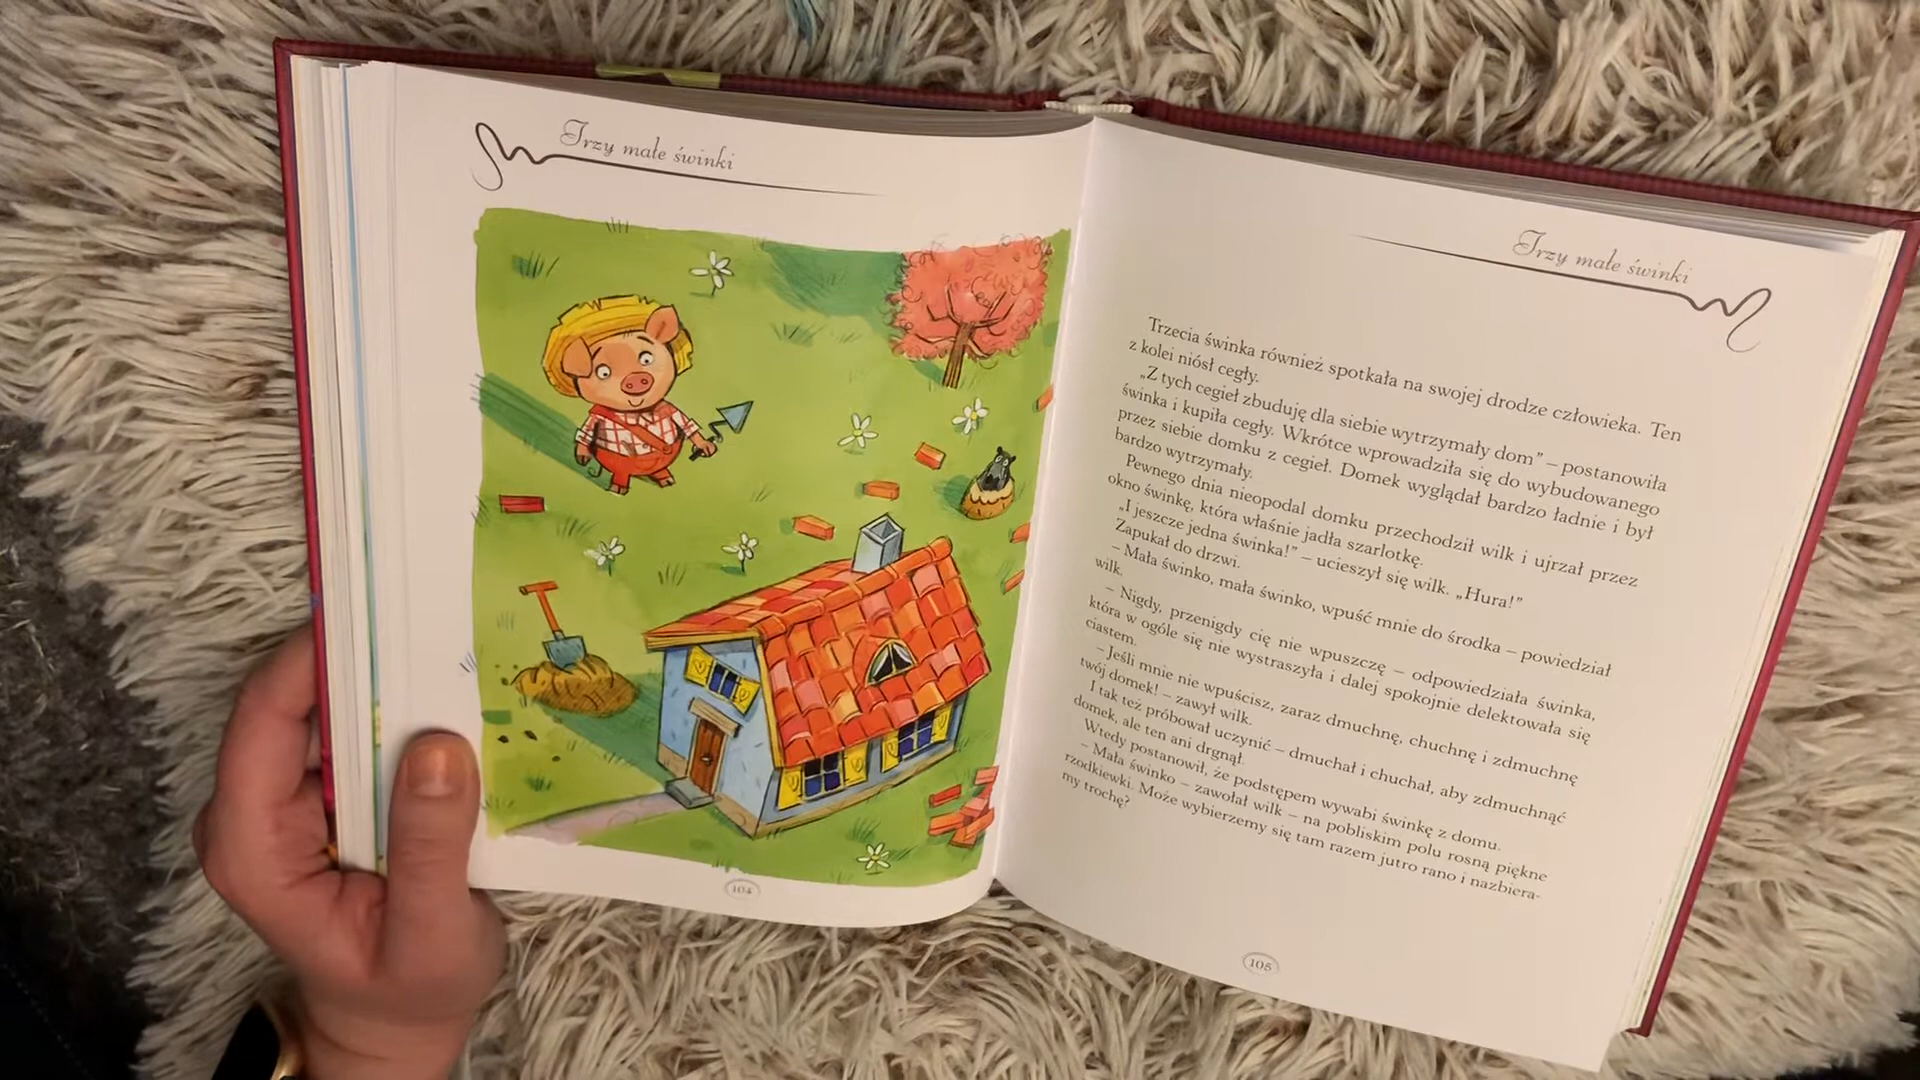 Trzy małe świnki
104
Trzy małe świnki
Trzecia świnka również spotkała na swojej drodze człowieka. Ten
z kolei niósł cegły.
„Z tych cegieł zbuduję dla siebie wytrzymały dom” – postanowiła
świnka i kupiła cegły. Wkrótce wprowadziła się do wybudowanego
przez siebie domku z cegieł. Domek wyglądał bardzo ładnie i był
bardzo wytrzymały.
Pewnego dnia nieopodal domku przechodził wilk i ujrzał przez
okno świnkę, która właśnie jadła szarlotkę.
„I jeszcze jedna świnka!” – ucieszył się wilk. „Hura!”
Zapukał do drzwi.
– Mała świnko, mała świnko, wpuść mnie do środka – powiedział
wilk.
– Nigdy, przenigdy cię nie wpuszczę – odpowiedziała świnka,
która w ogóle się nie wystraszyła i dalej spokojnie delektowała się
ciastem.
– Jeśli mnie nie wpuścisz, zaraz dmuchnę, chuchnę i zdmuchnę
twój domek! – zawył wilk.
I tak też próbował uczynić – dmuchał i chuchał, aby zdmuchnąć
domek, ale ten ani drgnął.
Wtedy postanowił, że podstępem wywabi świnkę z domu.
– Mała świnko – zawołał wilk – na pobliskim polu rosną piękne
rzodkiewki. Może wybierzemy się tam razem jutro rano i nazbiera-
my trochę?
105